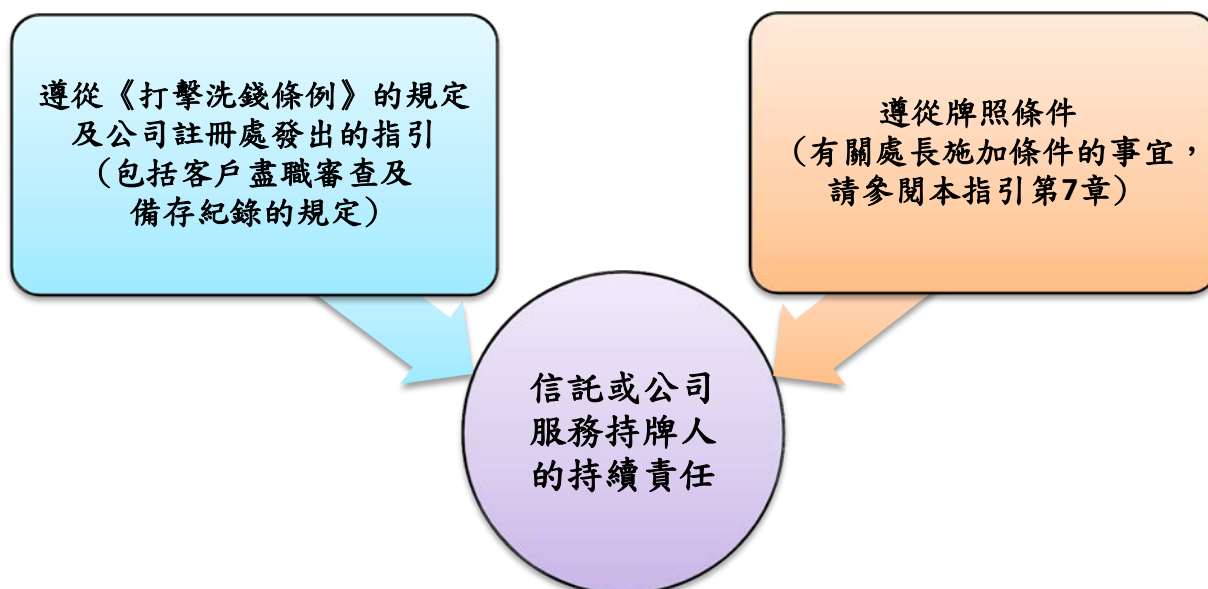 遵從《打擊洗錢條例》的規定
及公司註冊處發出的指引
（包括客戶盡職審查及
備存紀錄的規定）
遵從牌照條件
（有關處長施加條件的事宜，
請參閱本指引第7章）
信託或公司
服務持牌人
的持續責任